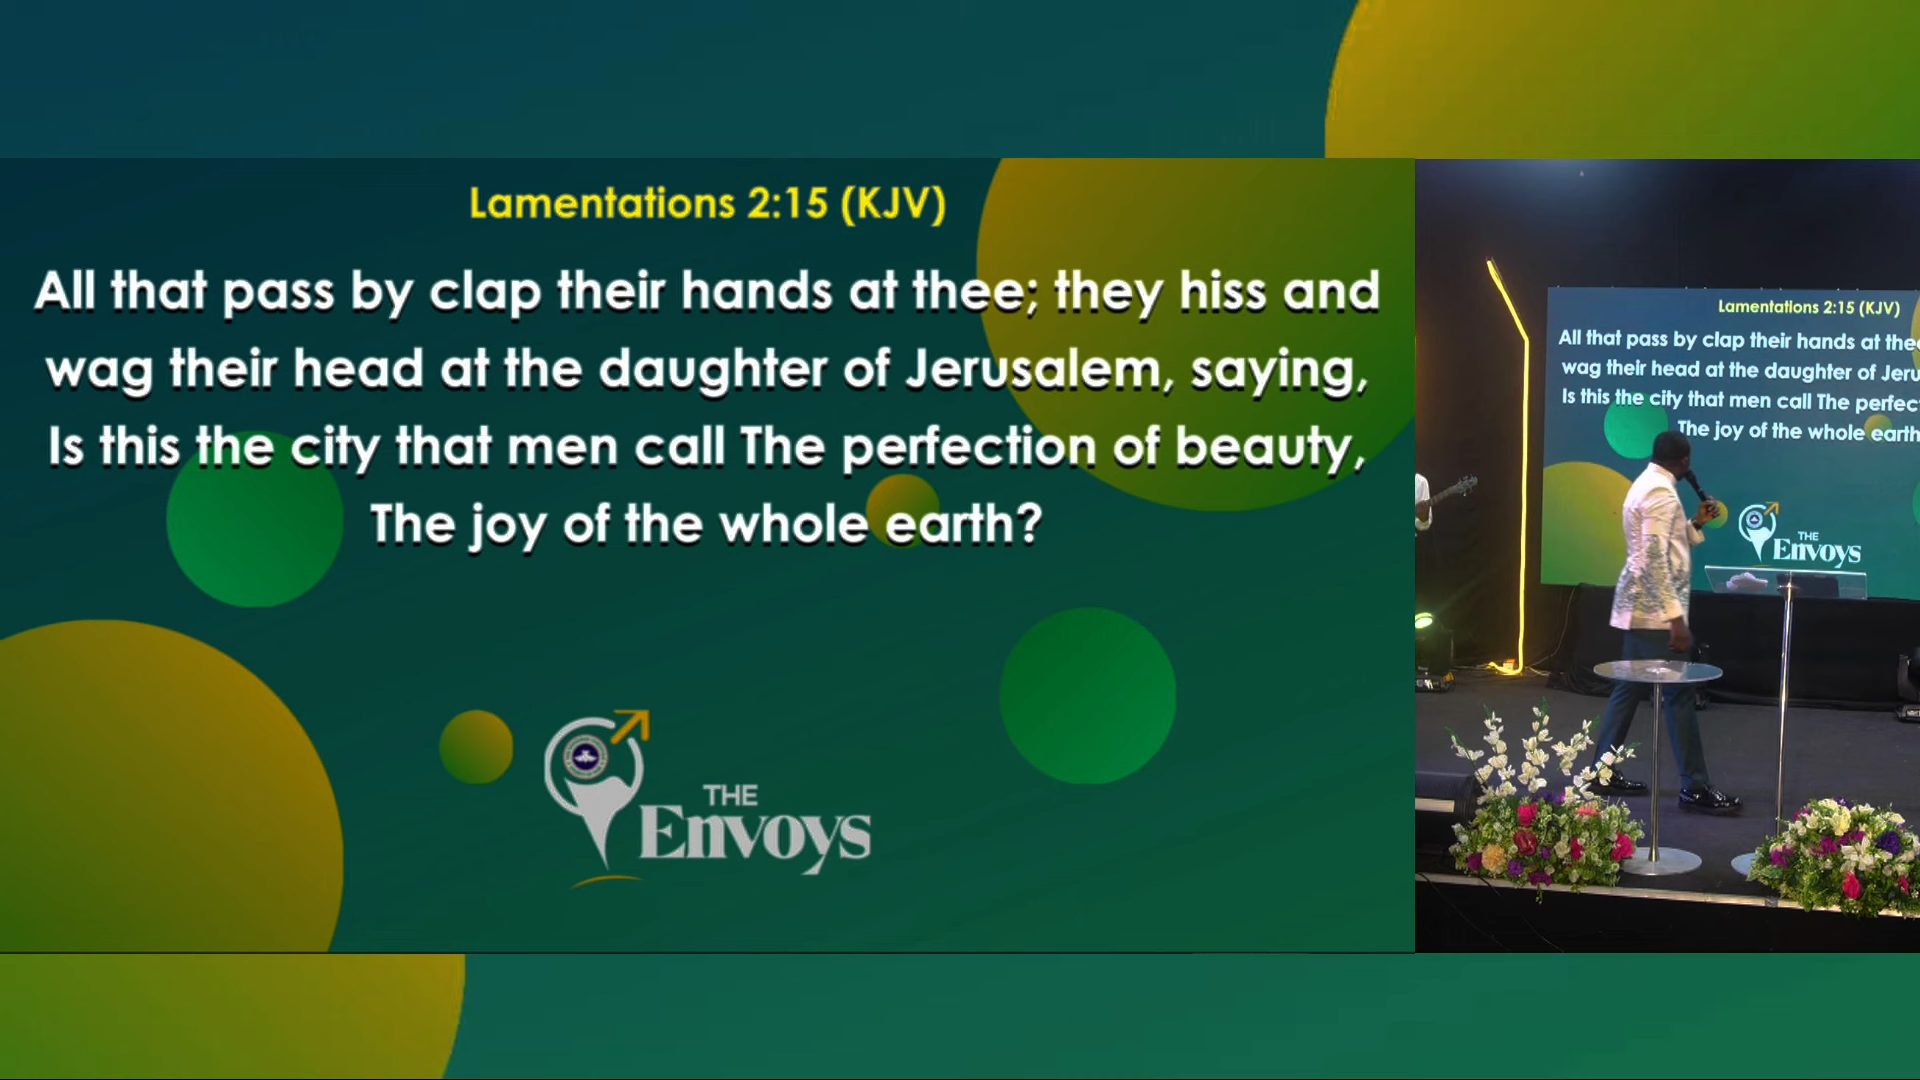 Lamentations 2:15 (KJV)
All that pass by clap their hands at thee; they hiss and
wag their head at the daughter of Jerusalem, saying,
Is this the city that men call The perfection of beauty,
The joy of the whole earth?
THE
Envoys
Lamentations 2:15 (KJV)
All that pass by clap their hands at thee
wag their head at the daughter of Jeru
Is this the city that men call The perfec
The joy of the whole earth
THE
Envoys